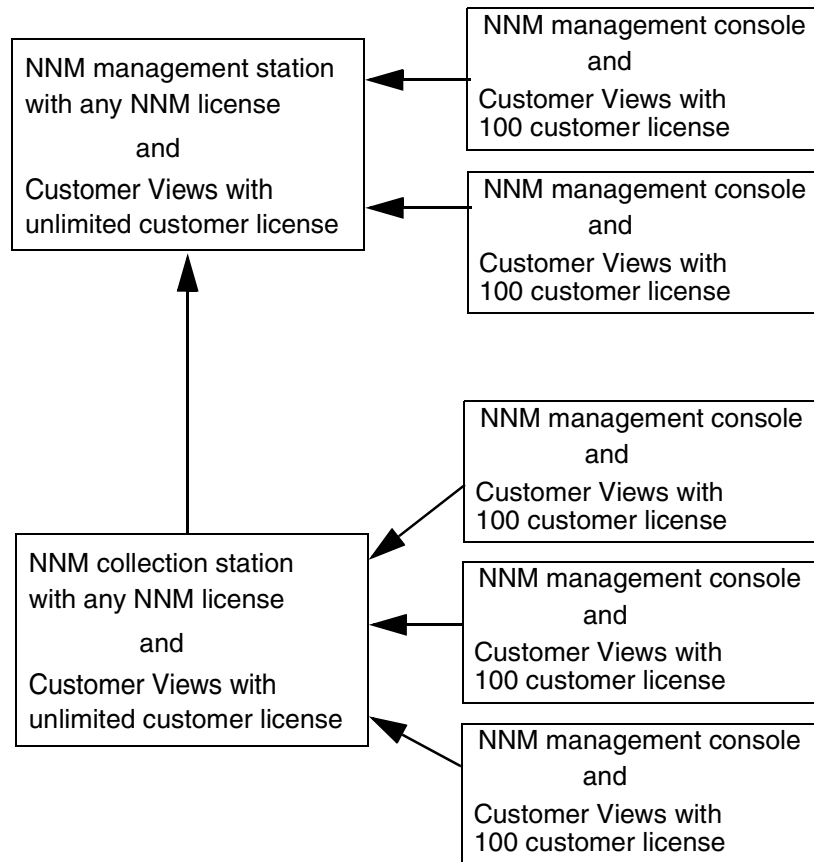 NNM management station
with any NNM license
and
Customer Views with
unlimited customer license
NNM management console
and
Customer Views with
100 customer license
NNM management console
and
Customer Views with
100 customer license
NNM collection station
with any NNM license
and
Customer Views with
unlimited customer license
NNM management console
and
Customer Views with
100 customer license
NNM management console
and
Customer Views with
100 customer license
NNM management console
and
Customer Views with
100 customer license